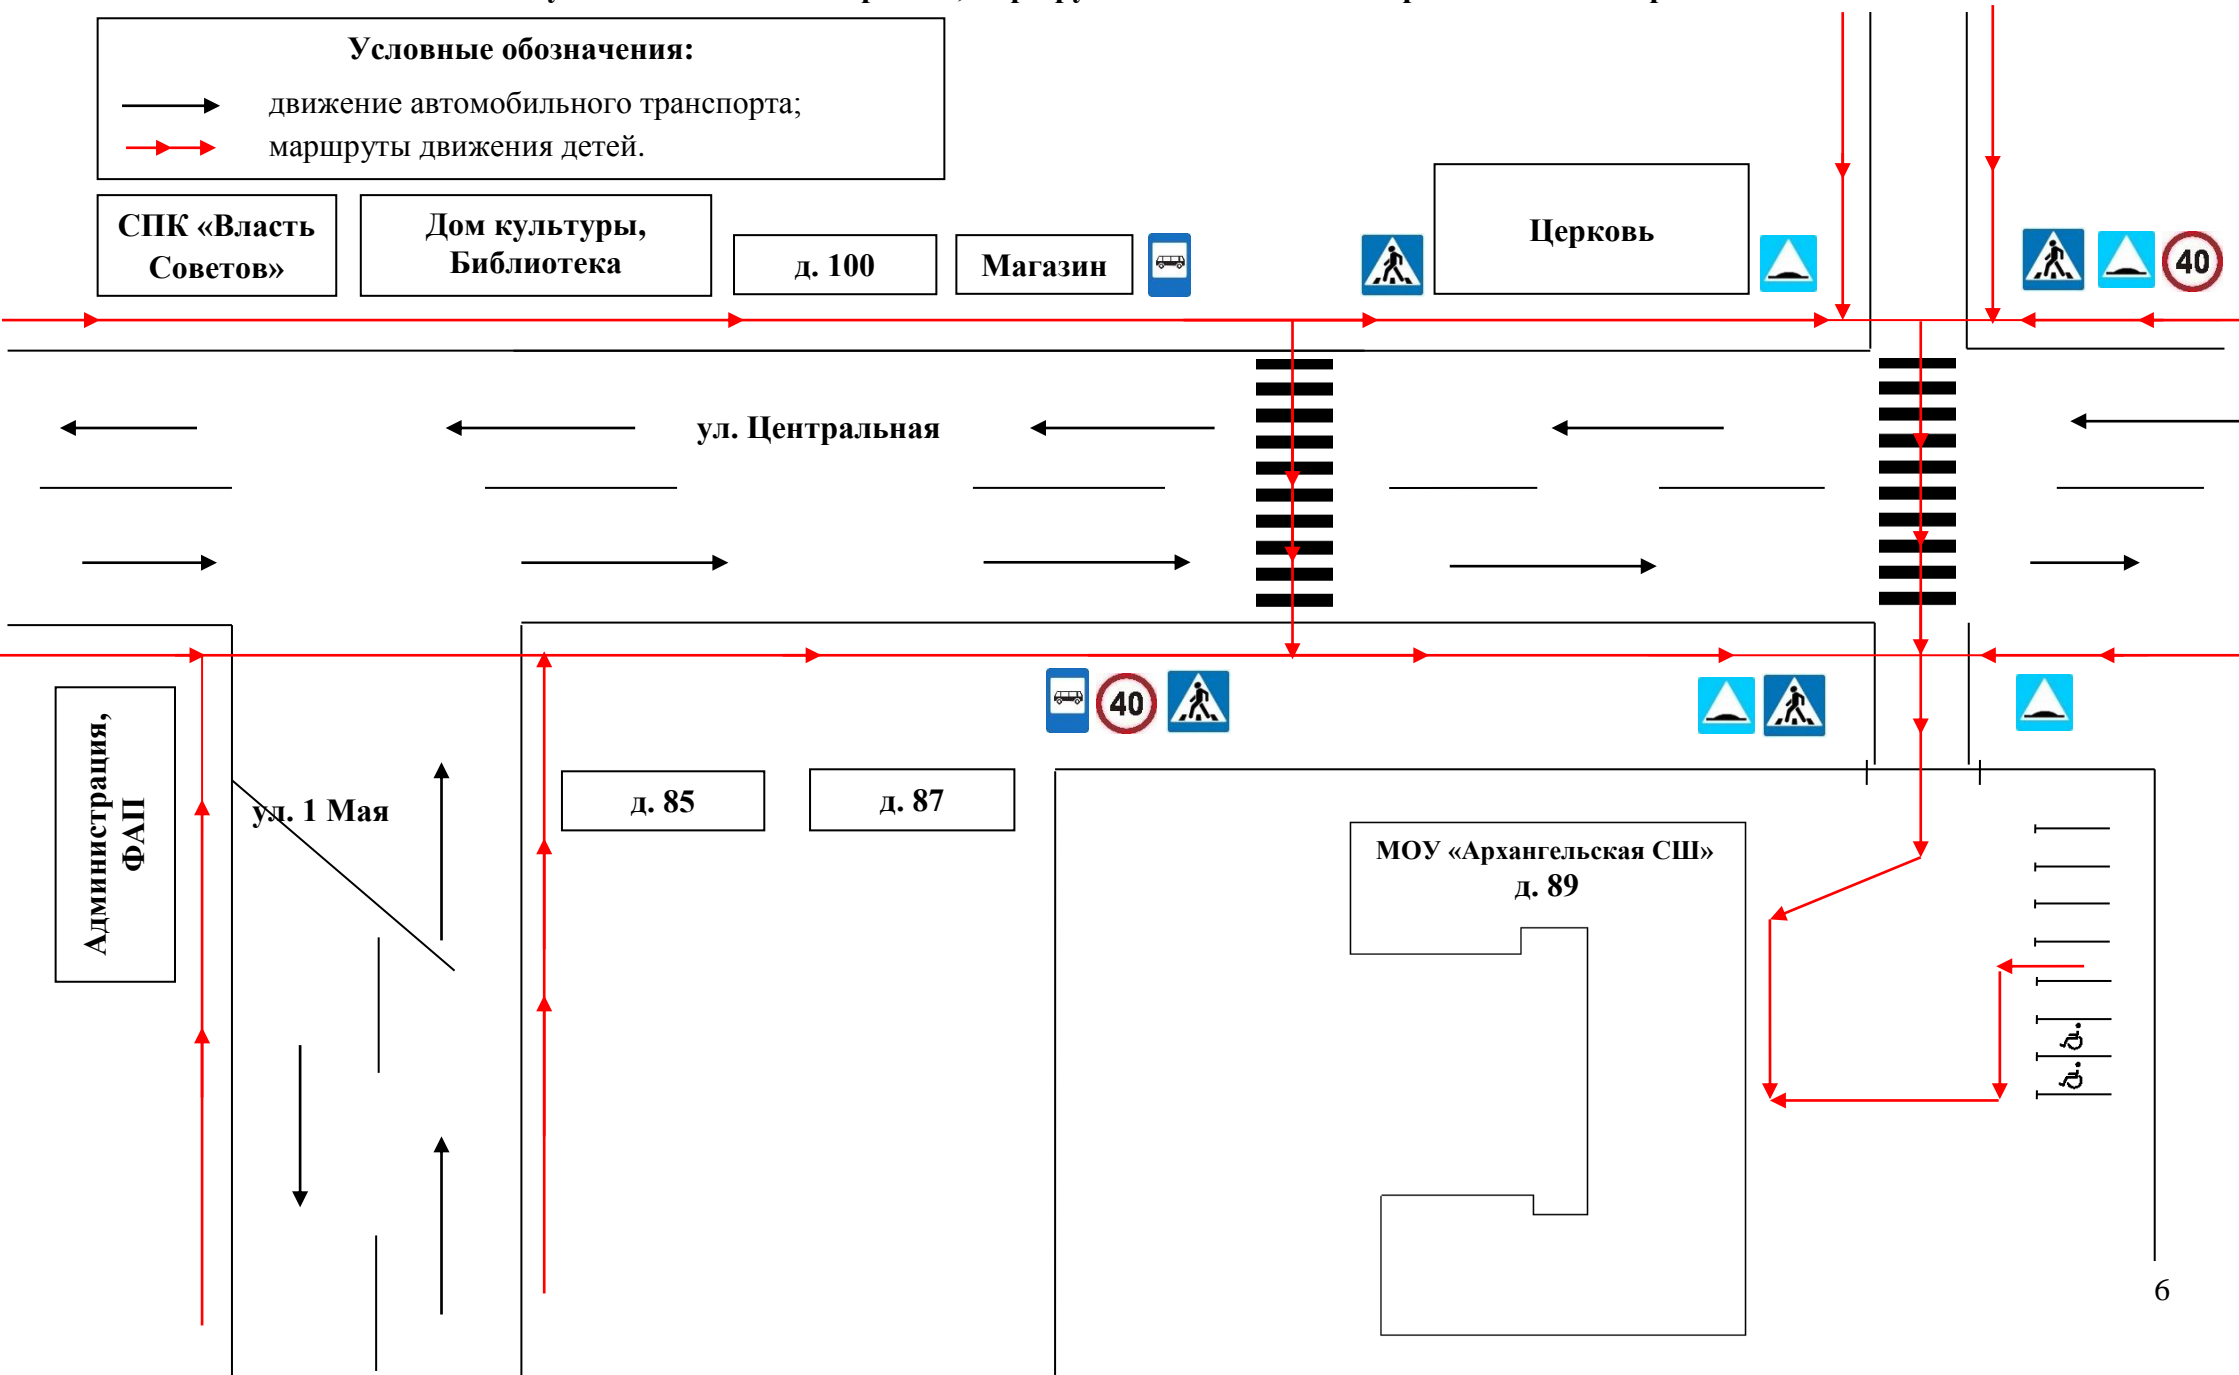 Условные обозначения:
движение автомобильного транспорта;
маршруты движения детей.
СПК «Власть
Советов»
Дом культуры,
Библиотека
д. 100
Магазин
Церковь
40
ул. Центральная
40
Администрация,
ФАП
ул. 1 Мая
д. 85
д. 87
МОУ «Архангельская СШ»
д. 89
6